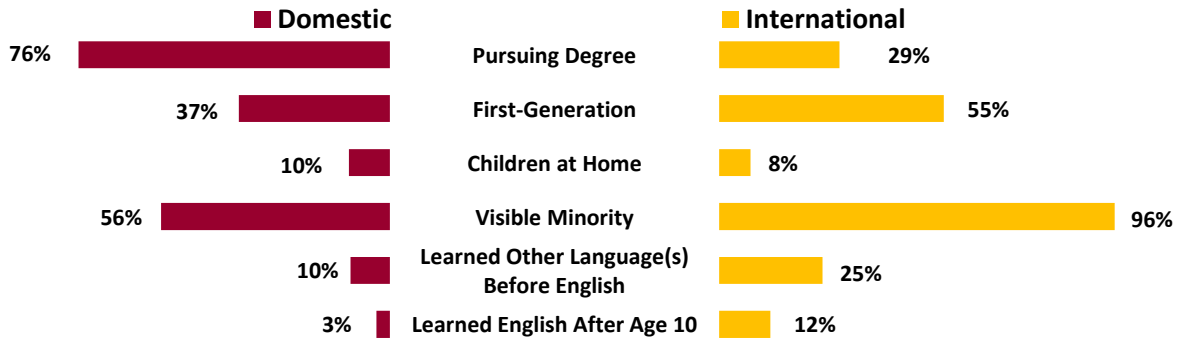 Domestic International
76% Pursuing Degree 29%
37% First-Generation 55%
10% Children at Home 8%
56% Visible Minority 96%
Learned Other Language(s)
10% Before English 25%
3% Learned English After Age 10 12%